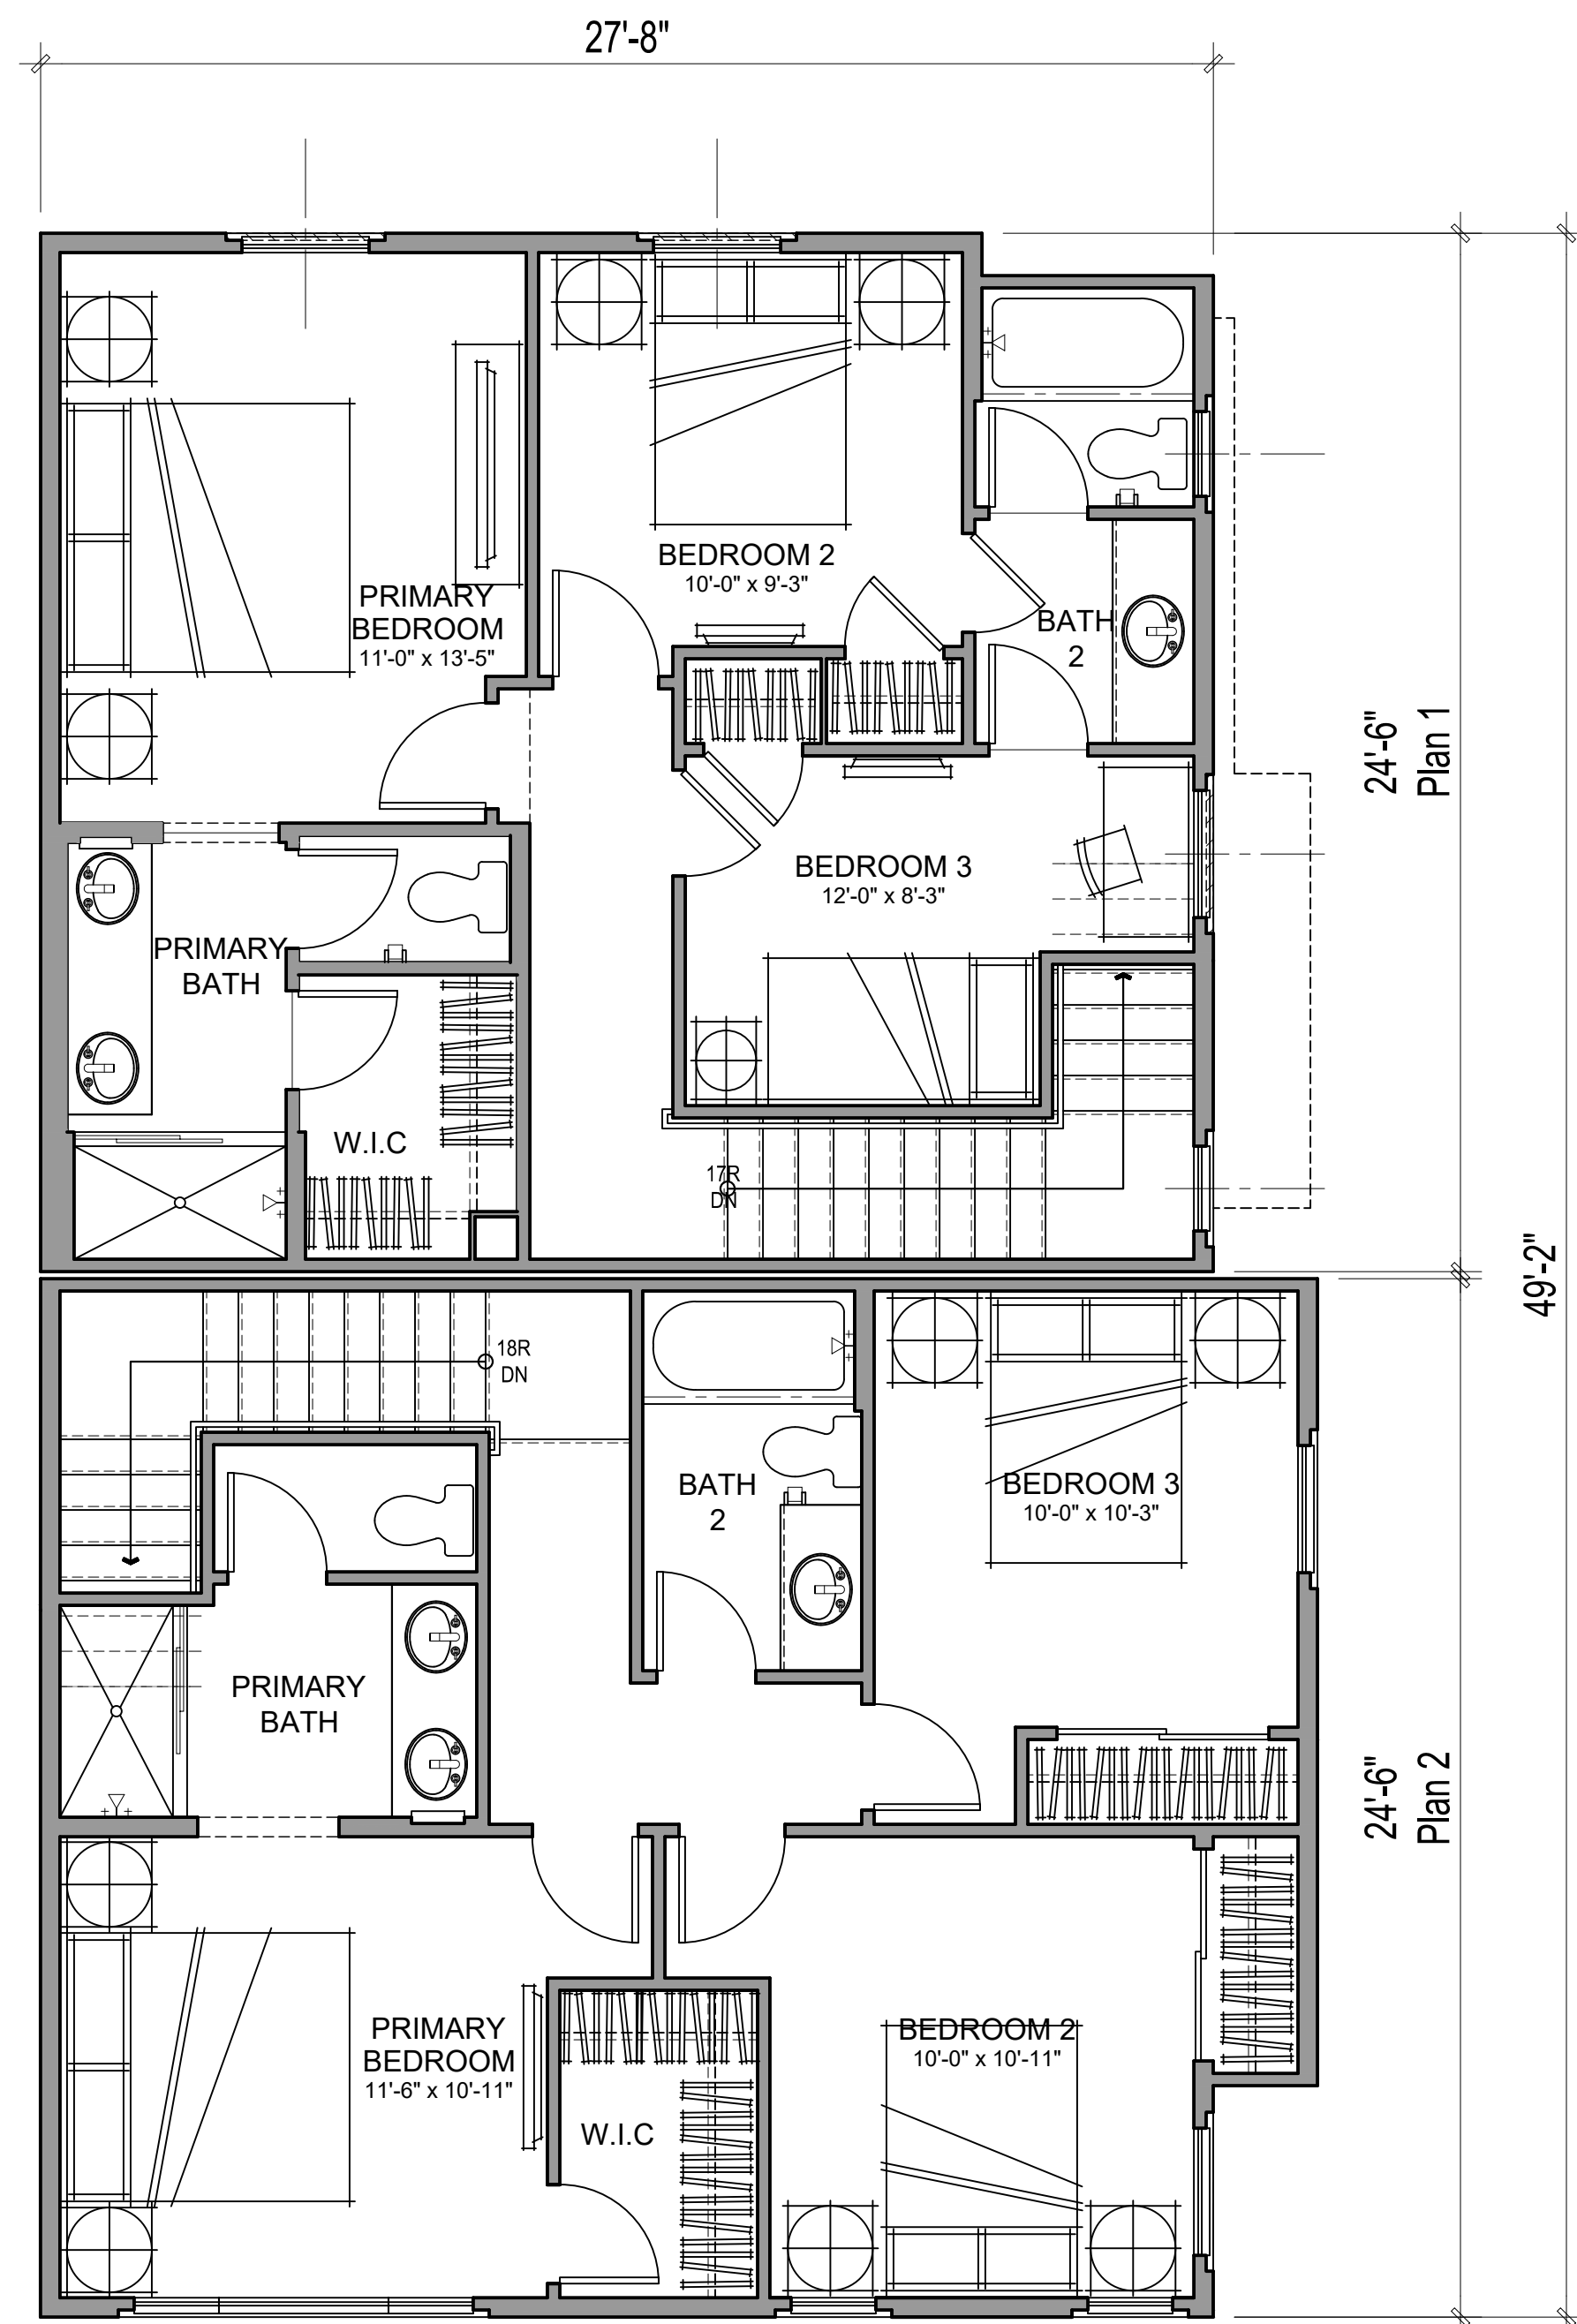 27'-8"
BEDROOM 2
10'-0" x 9'-3"
PRIMARY
BEDROOM
11'-0" x 13'-5"
BATH
2
24'-6"
Plan 1
BEDROOM 3
12'-0" x 8'-3"
PRIMARY
BATH
W.I.C
17R
DN
49'-2"
18R
DN
BATH
2
BEDROOM 3
10'-0" x 10'-3"
PRIMARY
BATH
24'-6"
Plan 2
PRIMARY
BEDROOM
11'-6" x 10'-11"
BEDROOM 2
10'-0" x 10'-11"
W.I.C